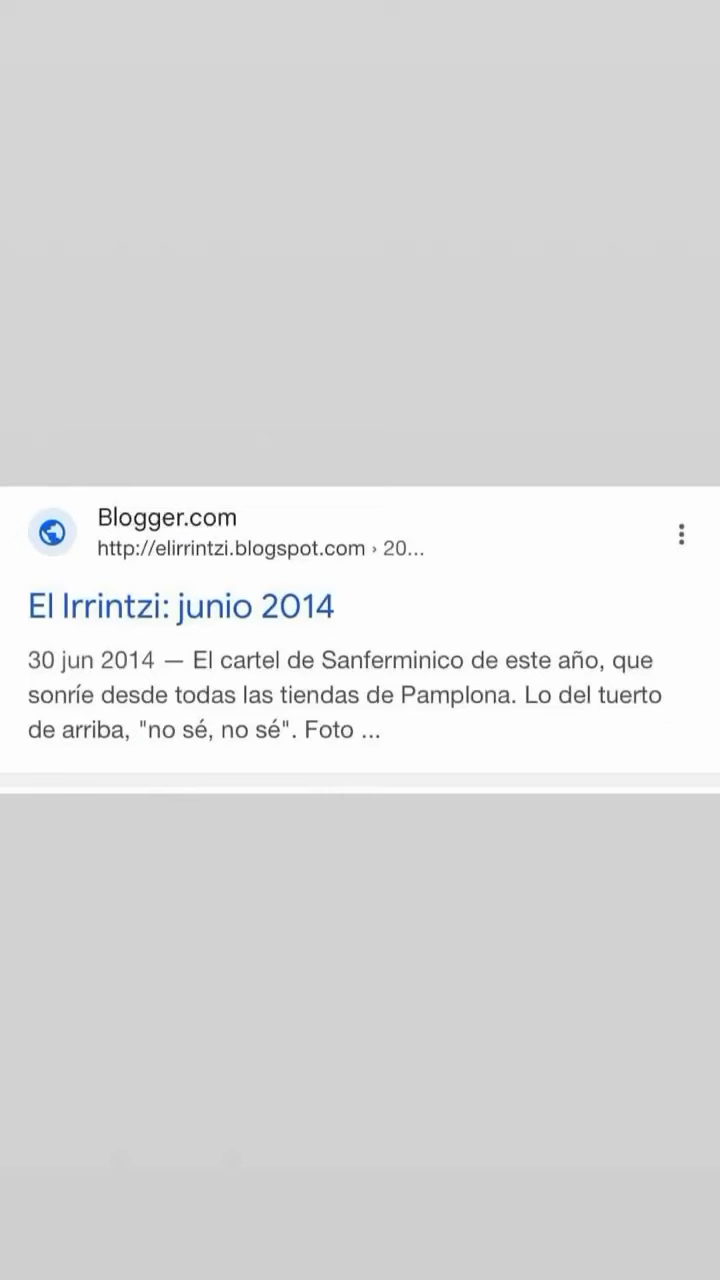 Blogger.com
http://elirrintzi.blogspot.com › 20...
El Irrintzi: junio 2014
30 jun 2014 — El cartel de Sanferminico de este año, que
sonríe desde todas las tiendas de Pamplona. Lo del tuerto
de arriba, "no sé, no sé". Foto ...